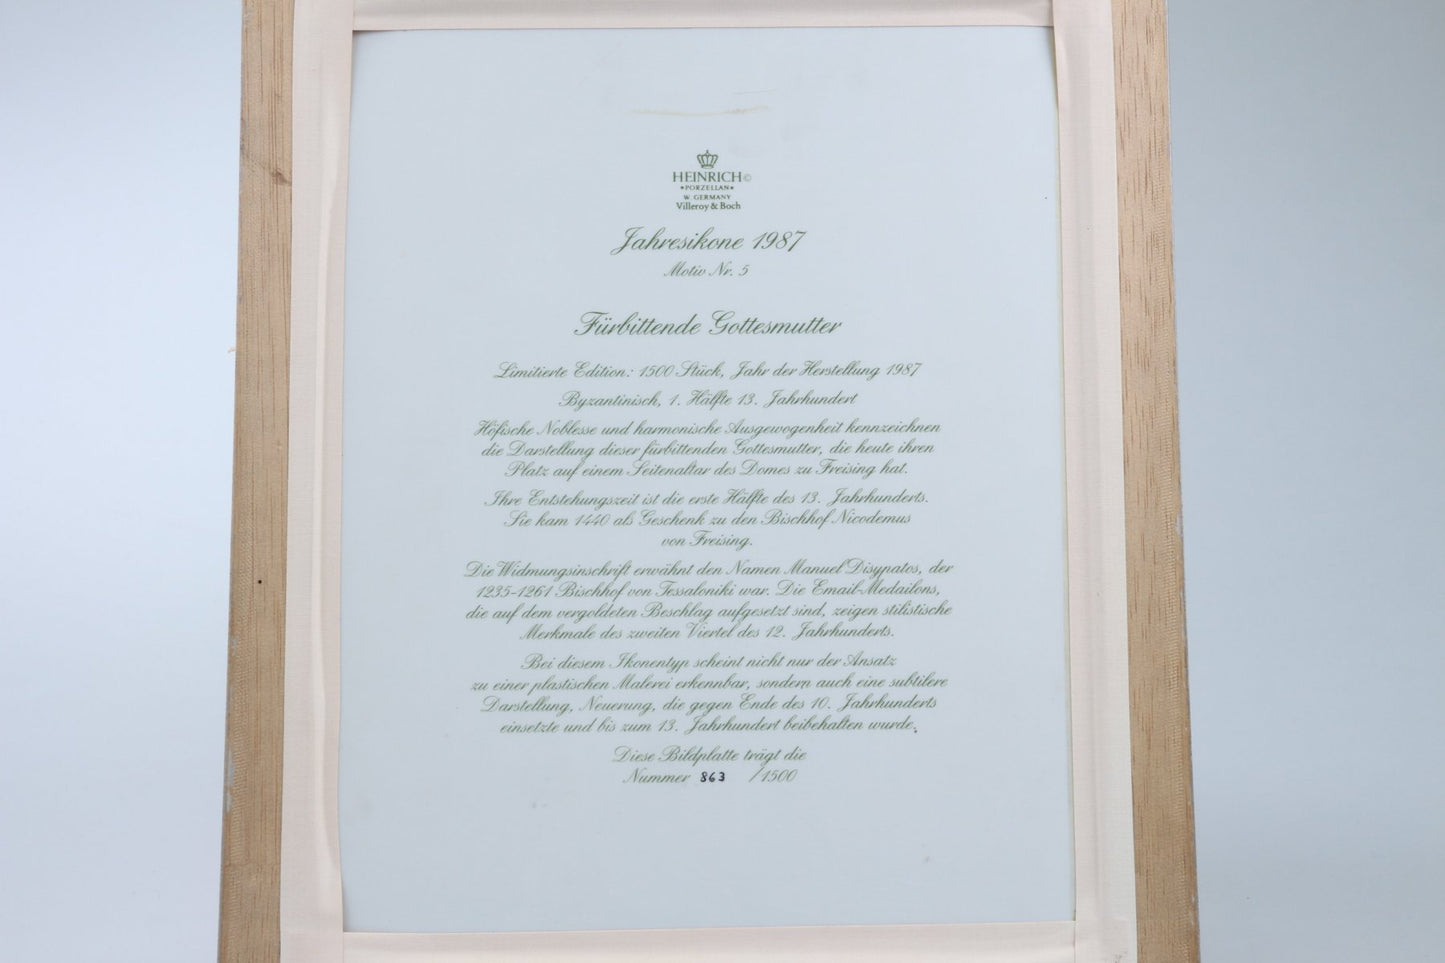 HEINRICH©
★PORZELLAN★
W. GERMANY
Villeroy & Boch
Jahresikone 1987
Motiv Nr. 5
Fürbittende Gottesmutter
Limitierte Edition: 1500 Stück, Jahr der Herstellung 1987
Byzantinisch, 1. Hälfte 13. Jahrhundert
Höfische Noblesse und harmonische Ausgewogenheit kennzeichnen
die Darstellung dieser fürbittenden Gottesmutter, die heute ihren
Platz auf einem Seitenaltar des Domes zu Freising hat.
Ihre Entstehungszeit ist die erste Hälfte des 13. Jahrhunderts.
Sie kam 1440 als Geschenk zu den Bischhof Nicodemus
von Freising.
Die Widmungsinschrift erwähnt den Namen Manuel Disypatos, der
1235-1261 Bischhof von Tessaloniki war. Die Email-Medailons,
die auf dem vergoldeten Beschlag aufgesetzt sind, zeigen stilistische
Merkmale des zweiten Viertel des 12. Jahrhunderts.
Bei diesem Ikonentyp scheint nicht nur der Ansatz
zu einer plastischen Malerei erkennbar, sondern auch eine subtilere
Darstellung, Neuerung, die gegen Ende des 10. Jahrhunderts
einsetzte und bis zum 13. Jahrhundert beibehalten wurde.
Diese Bildplatte trägt die
Nummer 863 /1500